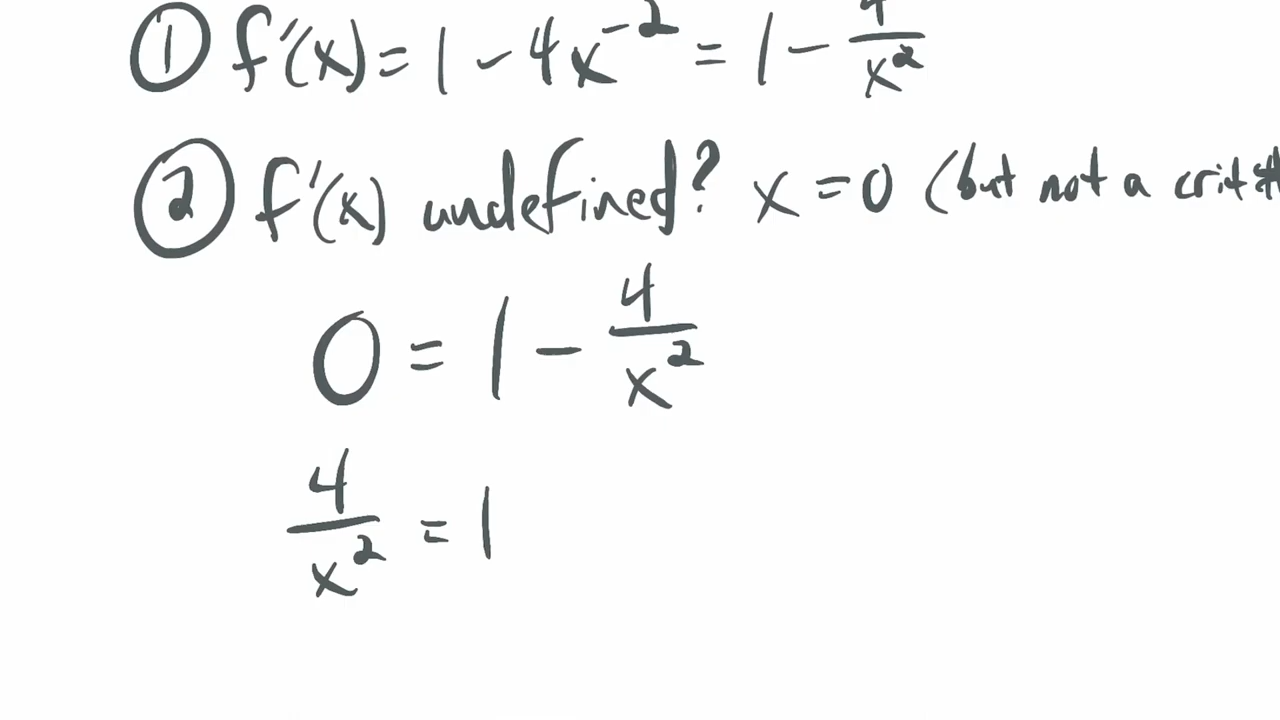 ① f'(x) = 1 - 4x⁻² = 1 - 4/x²
② f'(x) undefined? x = 0 (but not a crit #
0 = 1 - 4/x²
4/x² = 1